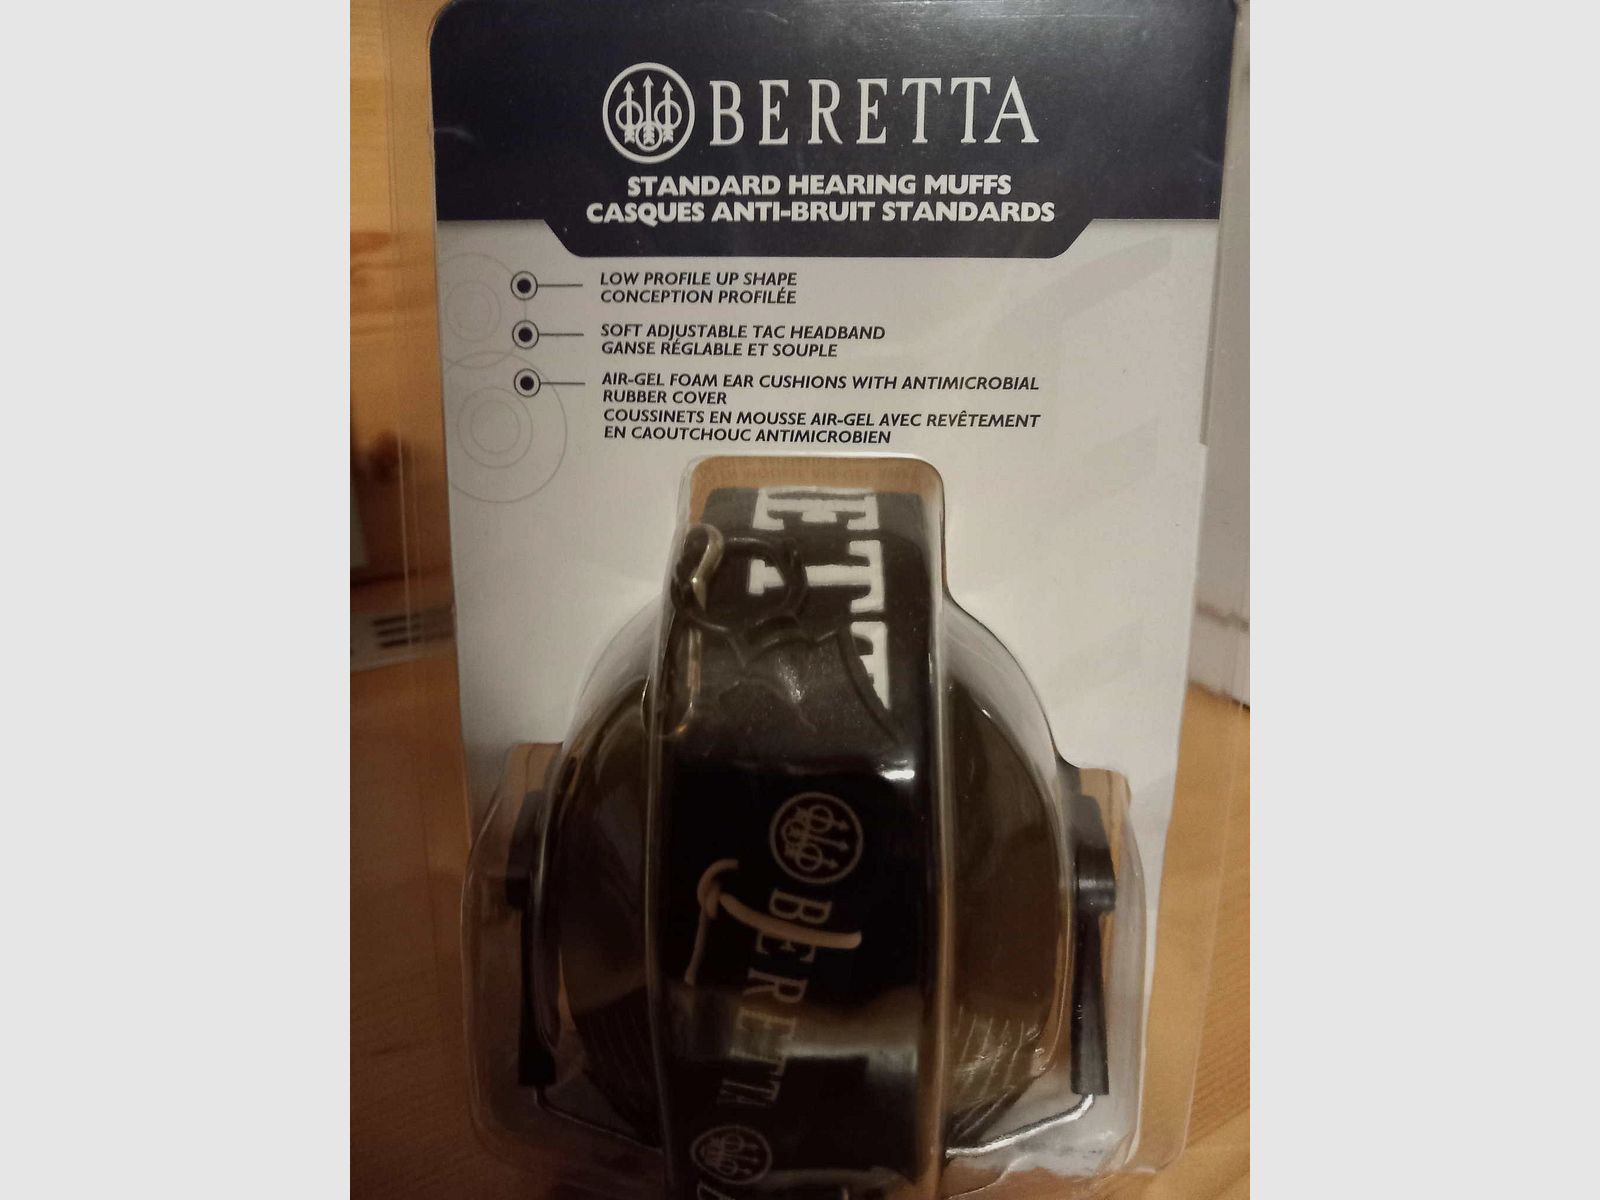 BERETTA
STANDARD HEARING MUFFS
CASQUES ANTI-BRUIT STANDARDS
LOW PROFILE UP SHAPE
CONCEPTION PROFILÉE
SOFT ADJUSTABLE TAC HEADBAND
GANSE RÉGLABLE ET SOUPLE
AIR-GEL FOAM EAR CUSHIONS WITH ANTIMICROBIAL
RUBBER COVER
COUSSINETS EN MOUSSE AIR-GEL AVEC REVÊTEMENT
EN CAOUTCHOUC ANTIMICROBIEN
ETT
BERETTA